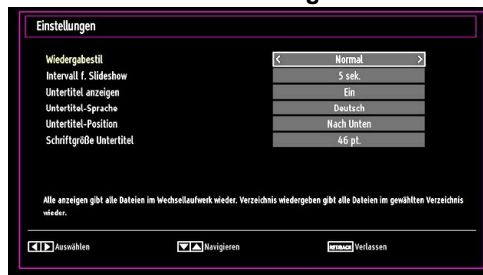 Einstellungen
Wiedergabestil < Normal >
Intervall f. Slideshow 5 sek.
Untertitel anzeigen Ein
Untertitel-Sprache Deutsch
Untertitel-Position Nach Unten
Schriftgröße Untertitel 46 pt.
Alle anzeigen gibt alle Dateien im Wechsellaufwerk wieder. Verzeichnis wiedergeben gibt alle Dateien im gewählten Verzeichnis
wieder.
Auswählen Navigieren RET/BACK Verlassen